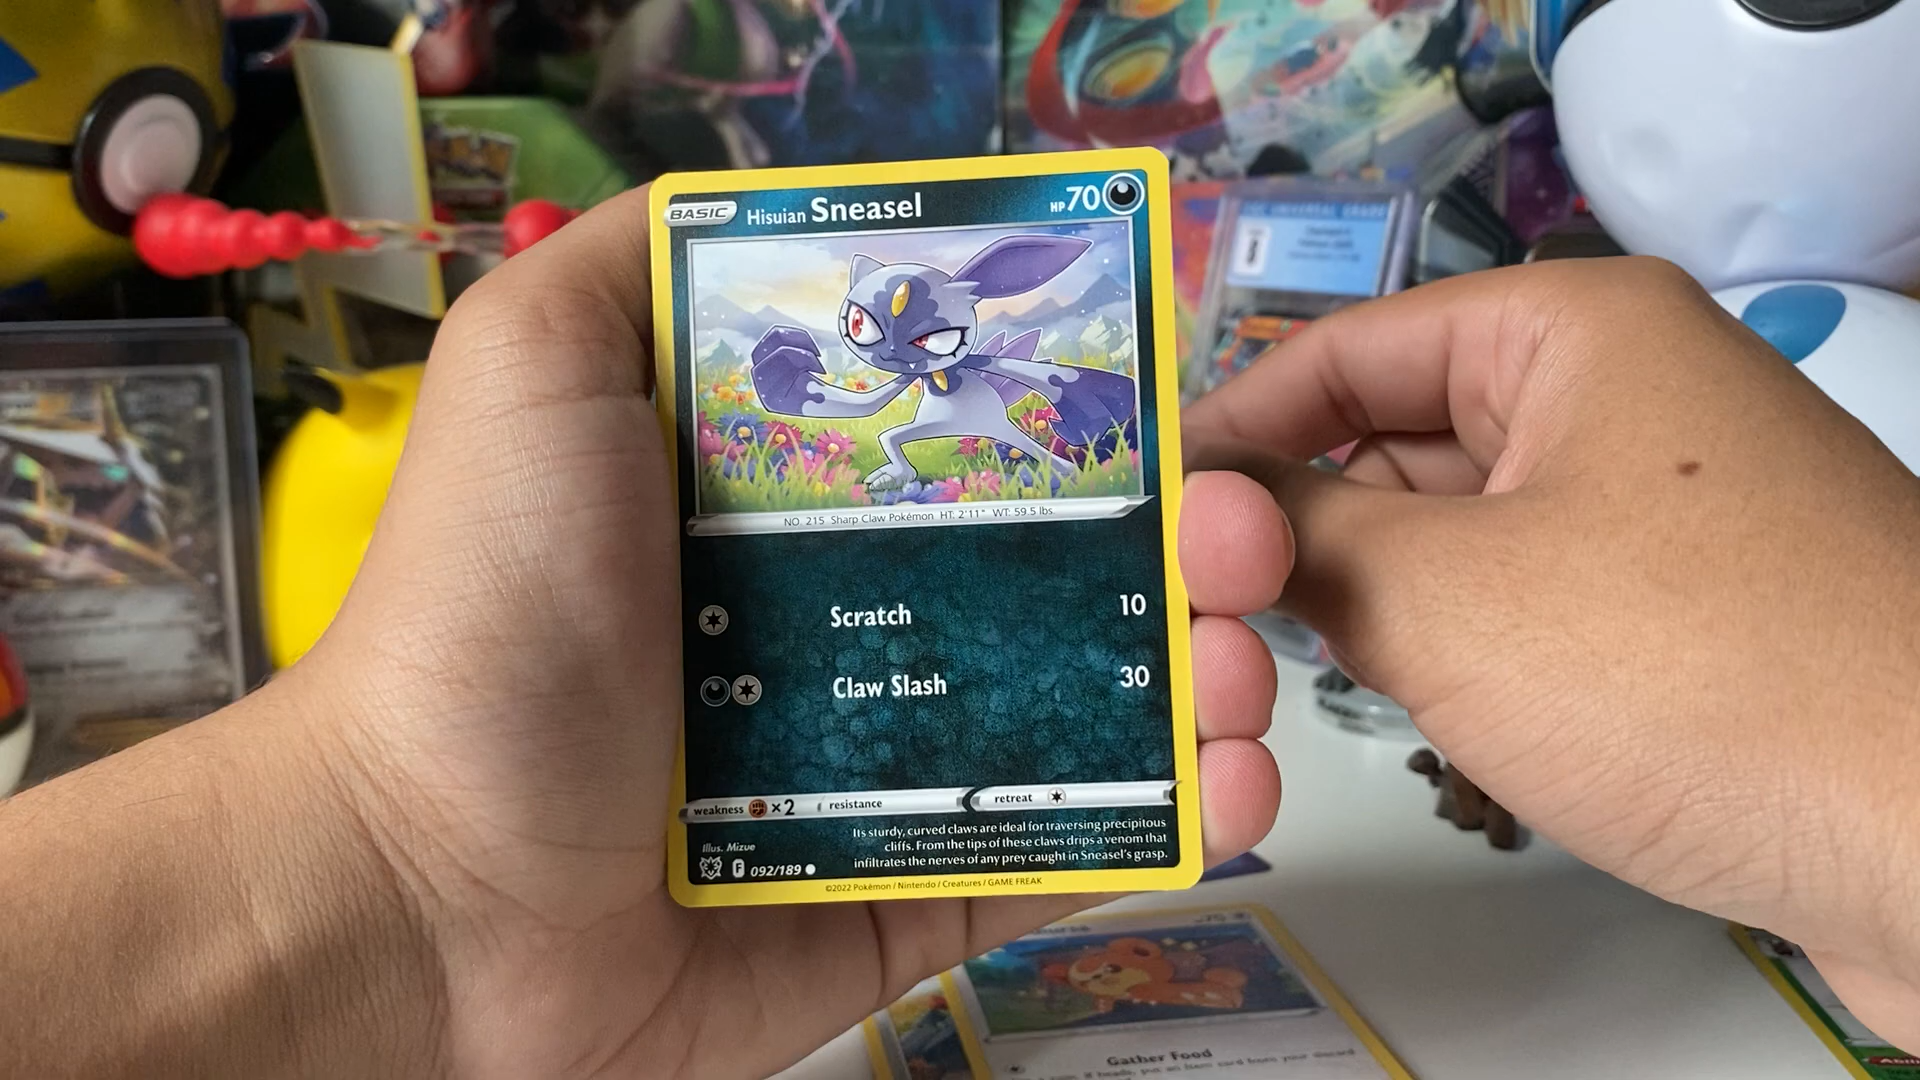 BASIC Hisuian Sneasel HP 70
NO. 215 Sharp Claw Pokémon HT: 2'11" WT: 59.5 lbs.
Scratch 10
Claw Slash 30
weakness ×2 resistance retreat
Its sturdy, curved claws are ideal for traversing precipitous
cliffs. From the tips of these claws drips a venom that
infiltrates the nerves of any prey caught in Sneasel's grasp.
Illus. Mizue
F 092/189
©2022 Pokémon / Nintendo / Creatures / GAME FREAK
Gather Food